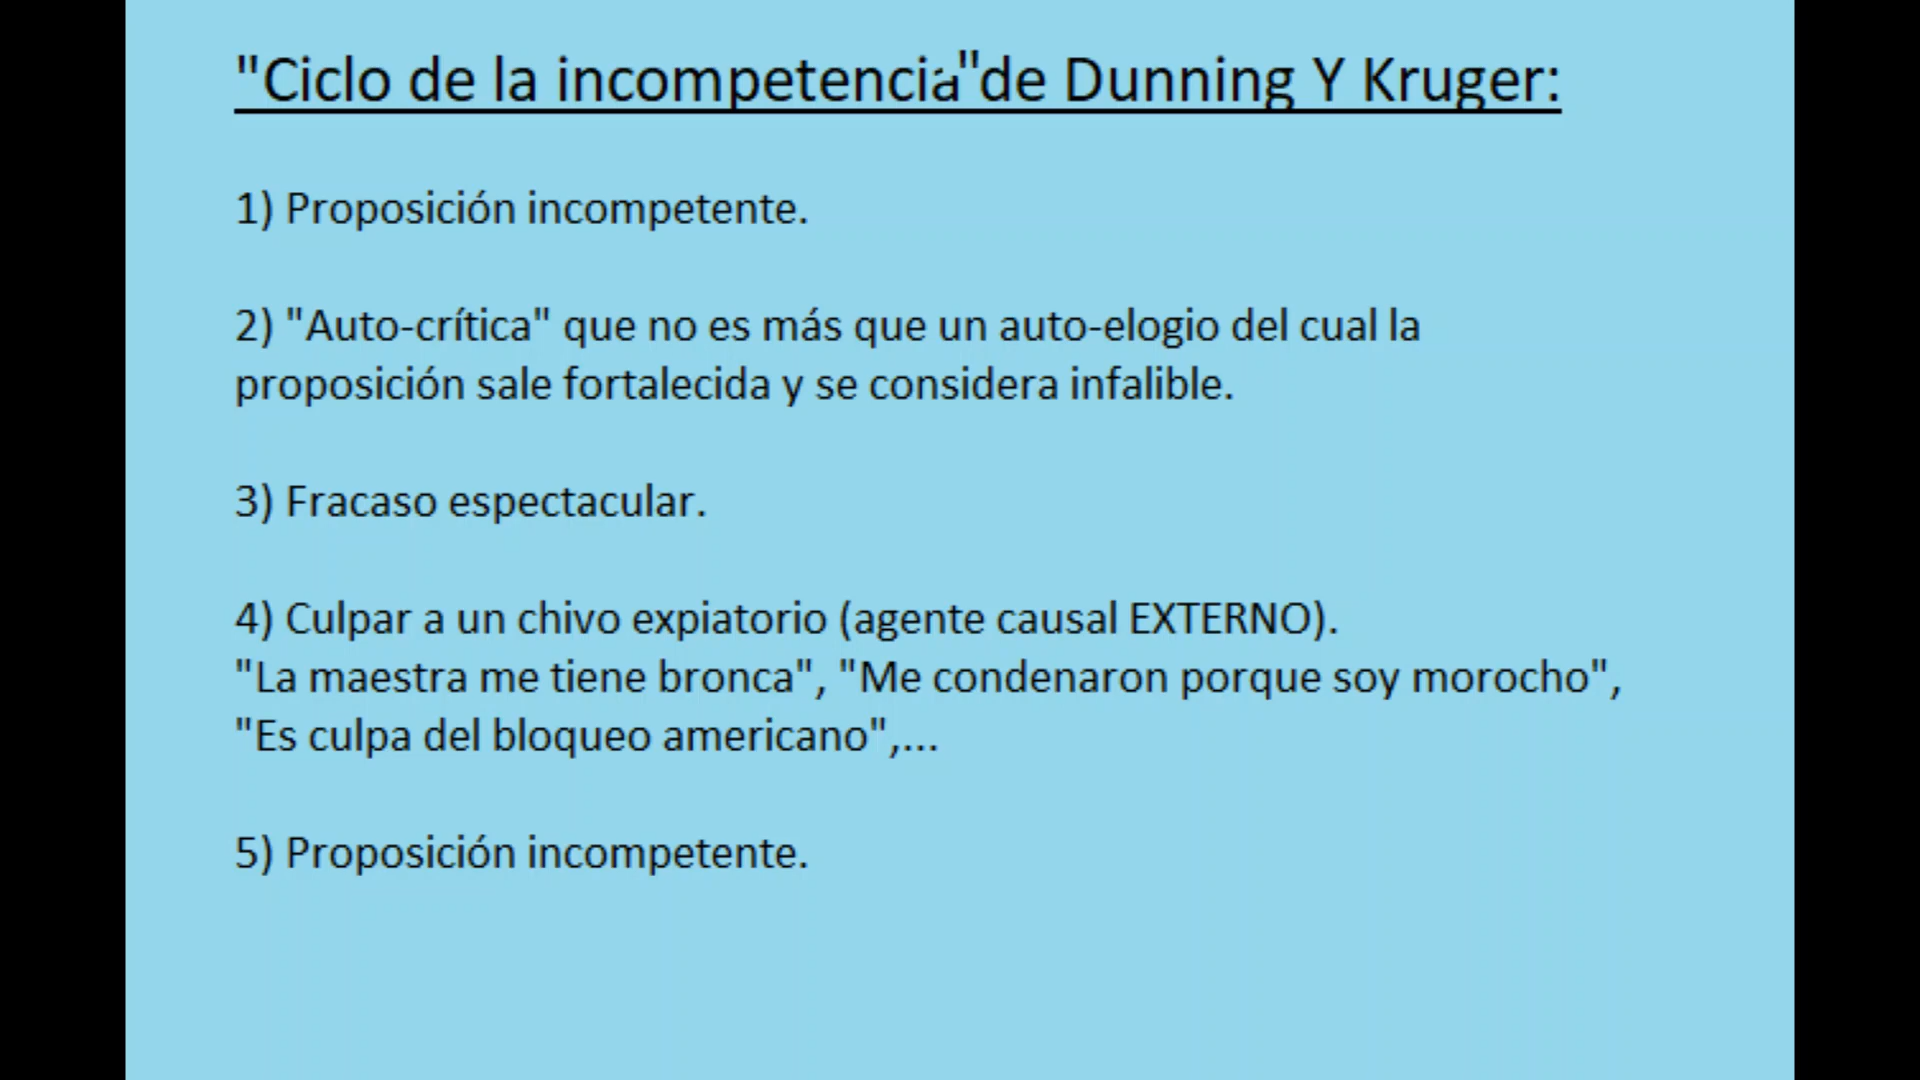 "Ciclo de la incompetencia"de Dunning Y Kruger:
1) Proposición incompetente.
2) "Auto-crítica" que no es más que un auto-elogio del cual la
proposición sale fortalecida y se considera infalible.
3) Fracaso espectacular.
4) Culpar a un chivo expiatorio (agente causal EXTERNO).
"La maestra me tiene bronca", "Me condenaron porque soy morocho",
"Es culpa del bloqueo americano",...
5) Proposición incompetente.